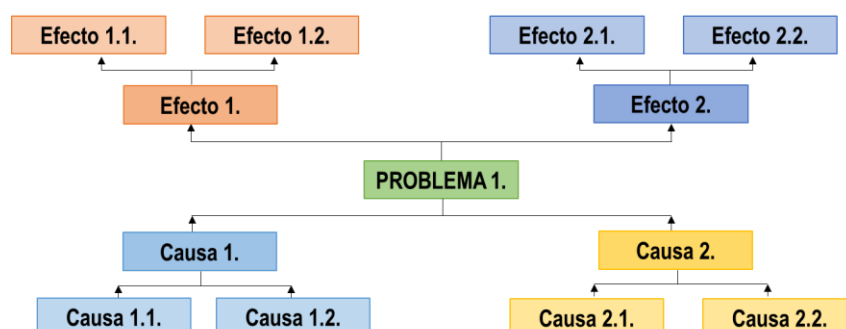 Efecto 1.1.
Efecto 1.2.
Efecto 2.1.
Efecto 2.2.
Efecto 1.
Efecto 2.
PROBLEMA 1.
Causa 1.
Causa 2.
Causa 1.1.
Causa 1.2.
Causa 2.1.
Causa 2.2.